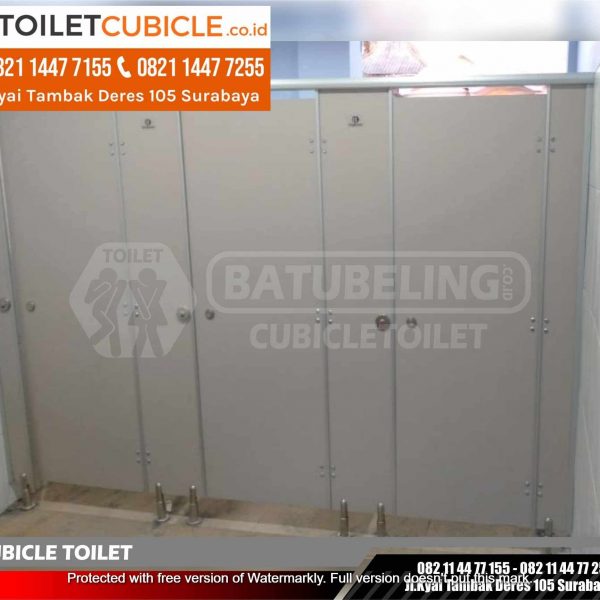 TOILETCUBICLE.co.id
0821 1447 7155 0821 1447 7255
Kyai Tambak Deres 105 Surabaya
TOILET
BATUBELING.co.id
CUBICLETOILET
CUBICLE TOILET
082 11 44 77 155 - 082 11 44 77 25
Jl.Kyai Tambak Deres 105 Suraba
Protected with free version of Watermarkly. Full version doesn't put this mark.